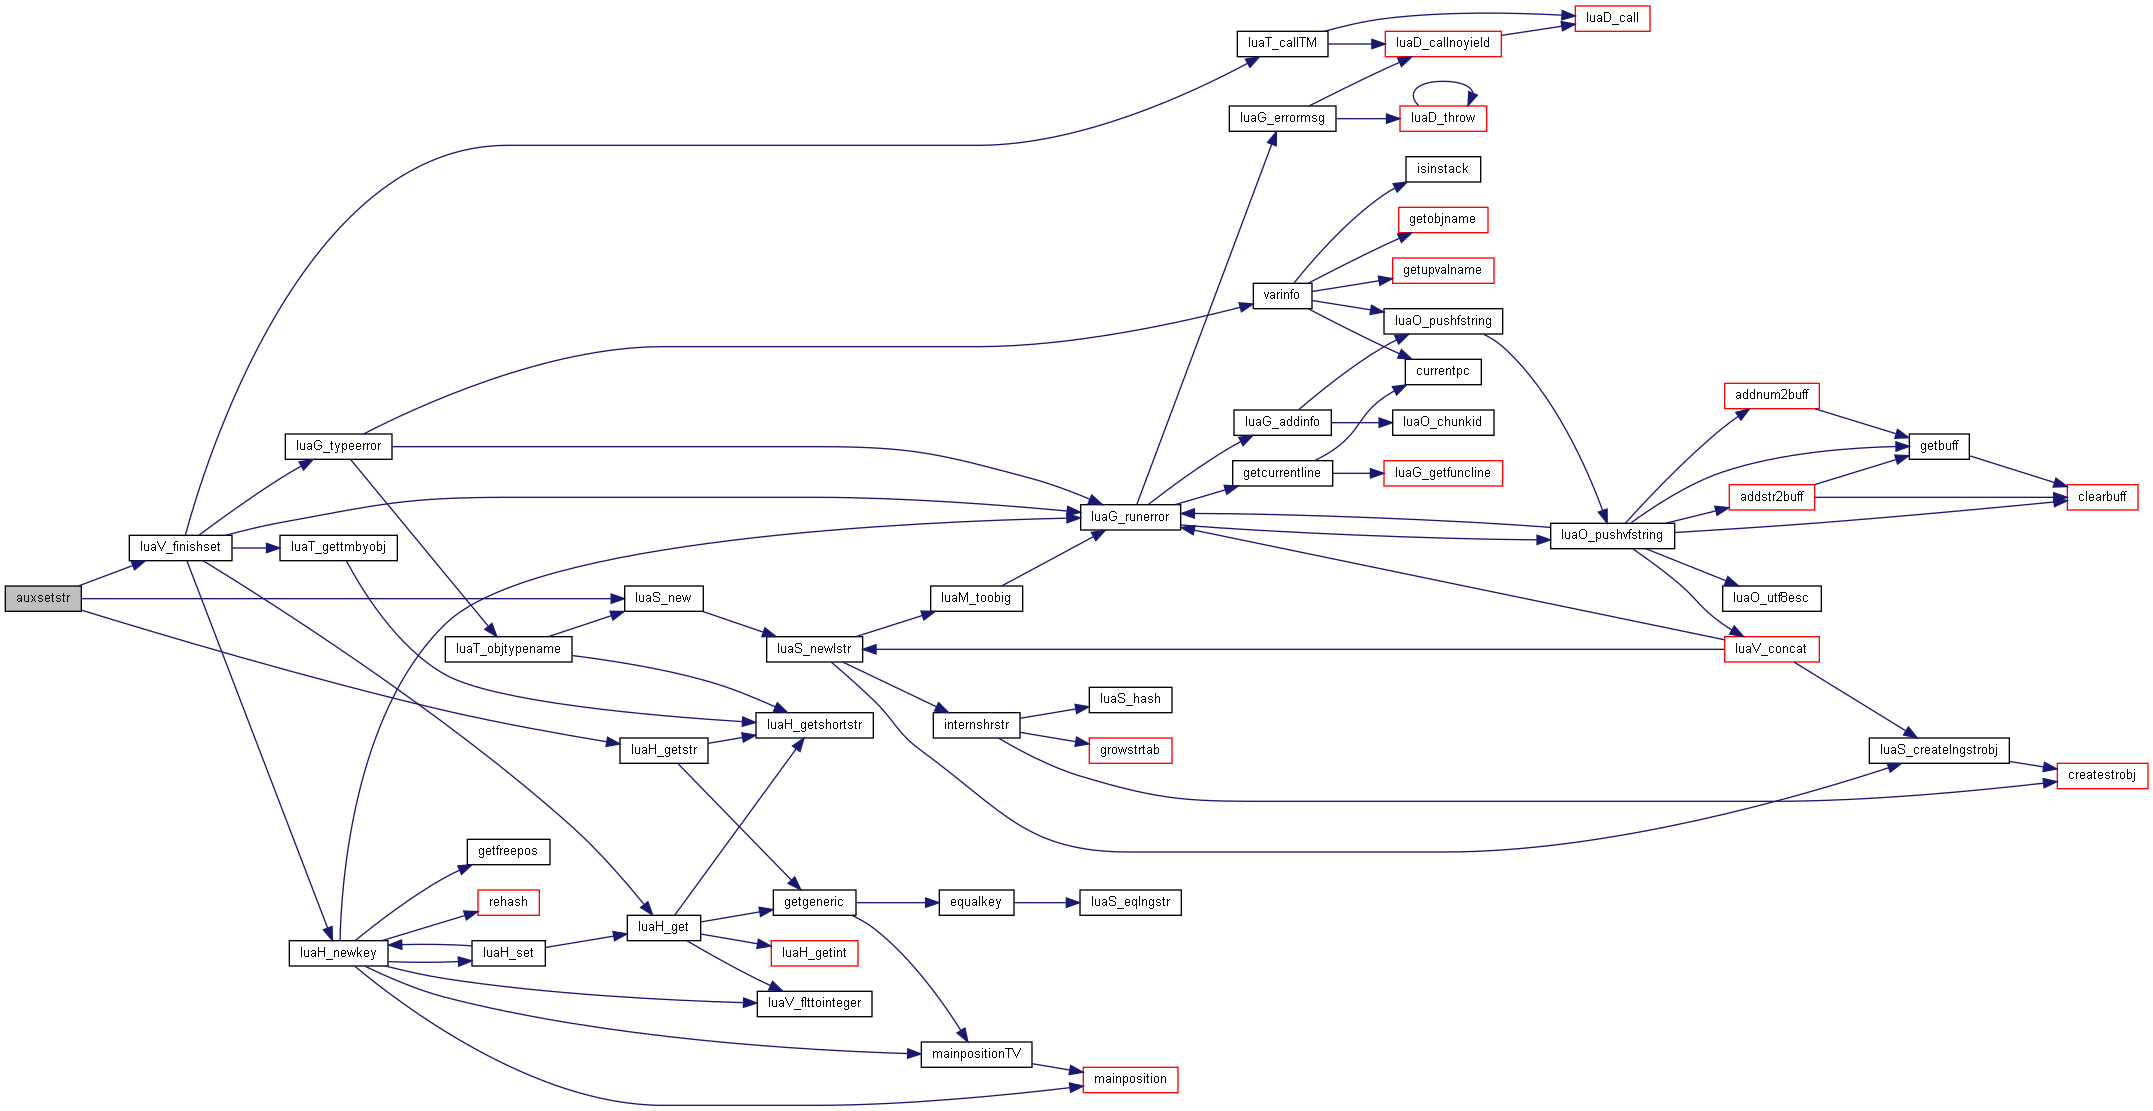 luaD_call
luaT_callTM
luaD_callnoyield
luaG_errormsg
luaD_throw
isinstack
getobjname
getupvalname
varinfo
luaO_pushfstring
currentpc
addnum2buff
luaG_addinfo
luaO_chunkid
luaG_typeerror
getbuff
getcurrentline
luaG_getfuncline
addstr2buff
clearbuff
luaG_runerror
luaO_pushvfstring
luaV_finishset
luaT_gettmbyobj
auxsetstr
luaS_new
luaM_toobig
luaO_utf8esc
luaT_objtypename
luaS_newlstr
luaV_concat
luaS_hash
luaH_getshortstr
internshrstr
luaH_getstr
growstrtab
luaS_createlngstrobj
createstrobj
getfreepos
rehash
getgeneric
equalkey
luaS_eqlngstr
luaH_get
luaH_newkey
luaH_set
luaH_getint
luaV_flttointeger
mainpositionTV
mainposition